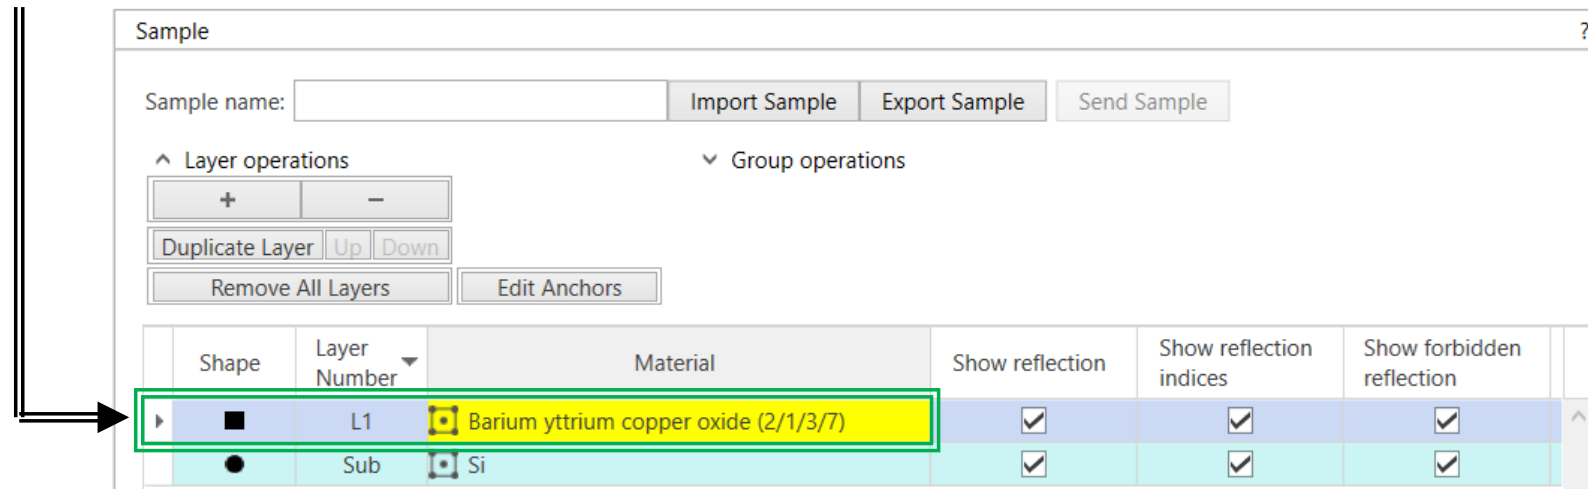 Sample ?
Sample name: Import Sample Export Sample Send Sample
Layer operations Group operations
+ −
Duplicate Layer Up Down
Remove All Layers Edit Anchors
Shape Layer Number Material Show reflection Show reflection indices Show forbidden reflection
L1 Barium yttrium copper oxide (2/1/3/7)
Sub Si